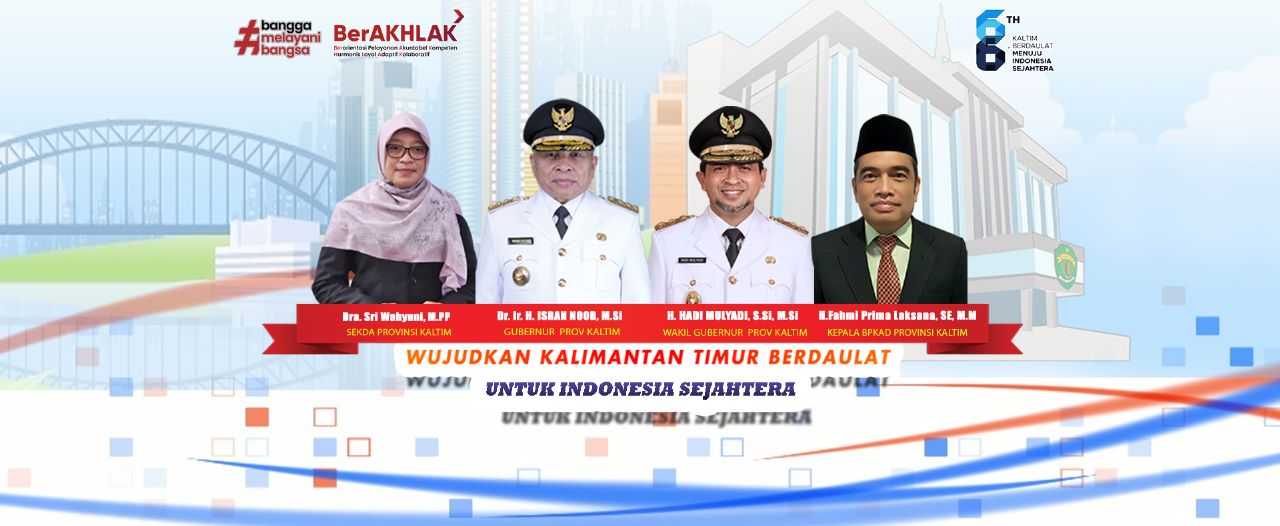 #bangga
melayani
bangsa
BerAKHLAK
Berorientasi Pelayanan Akuntabel Kompeten
Harmonis Loyal Adaptif Kolaboratif
TH
KALTIM
BERDAULAT
MENUJU
INDONESIA
SEJAHTERA
Dra. Sri Wahyuni, M.PP
SEKDA PROVINSI KALTIM
Dr. Ir. H. ISRAN NOOR, M.Si
GUBERNUR PROV KALTIM
H. HADI MULYADI, S.Si, M.Si
WAKIL GUBERNUR PROV KALTIM
H.Fahmi Prima Laksana, SE, M.M
KEPALA BPKAD PROVINSI KALTIM
WUJUDKAN KALIMANTAN TIMUR BERDAULAT
UNTUK INDONESIA SEJAHTERA